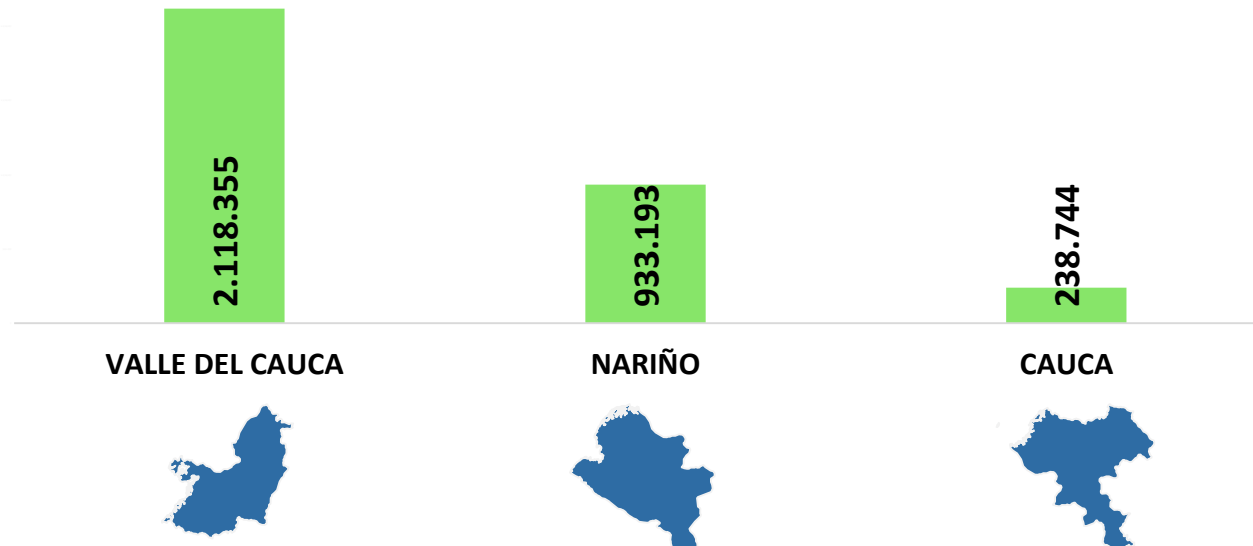 2.118.355
933.193
238.744
VALLE DEL CAUCA
NARIÑO
CAUCA